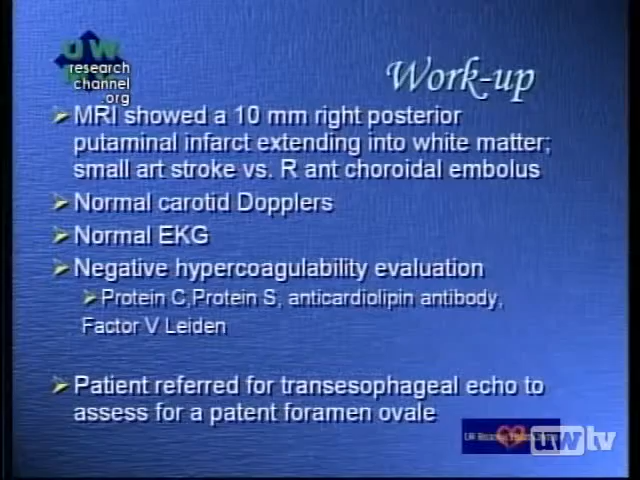 UW
research
channel
.org
Work-up
MRI showed a 10 mm right posterior
putaminal infarct extending into white matter;
small art stroke vs. R ant choroidal embolus
Normal carotid Dopplers
Normal EKG
Negative hypercoagulability evaluation
Protein C,Protein S, anticardiolipin antibody,
Factor V Leiden
Patient referred for transesophageal echo to
assess for a patent foramen ovale
uwtv